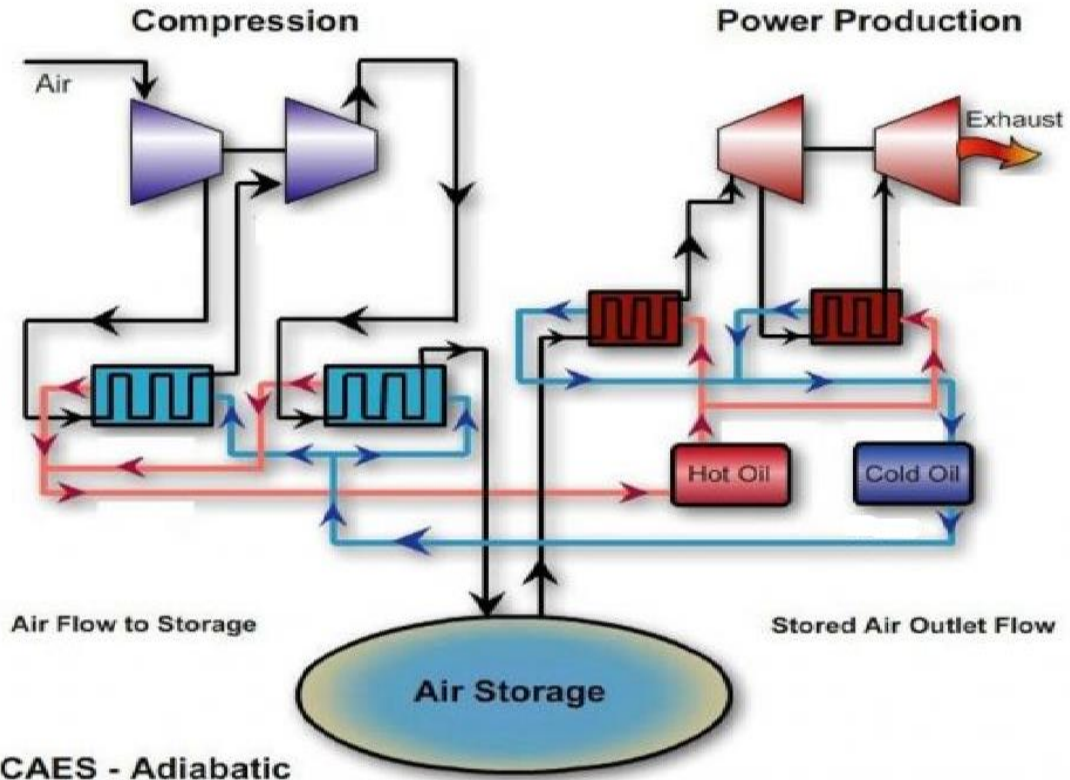 Compression
Power Production
Air
Exhaust
Hot Oil
Cold Oil
Air Flow to Storage
Stored Air Outlet Flow
Air Storage
CAES - Adiabatic